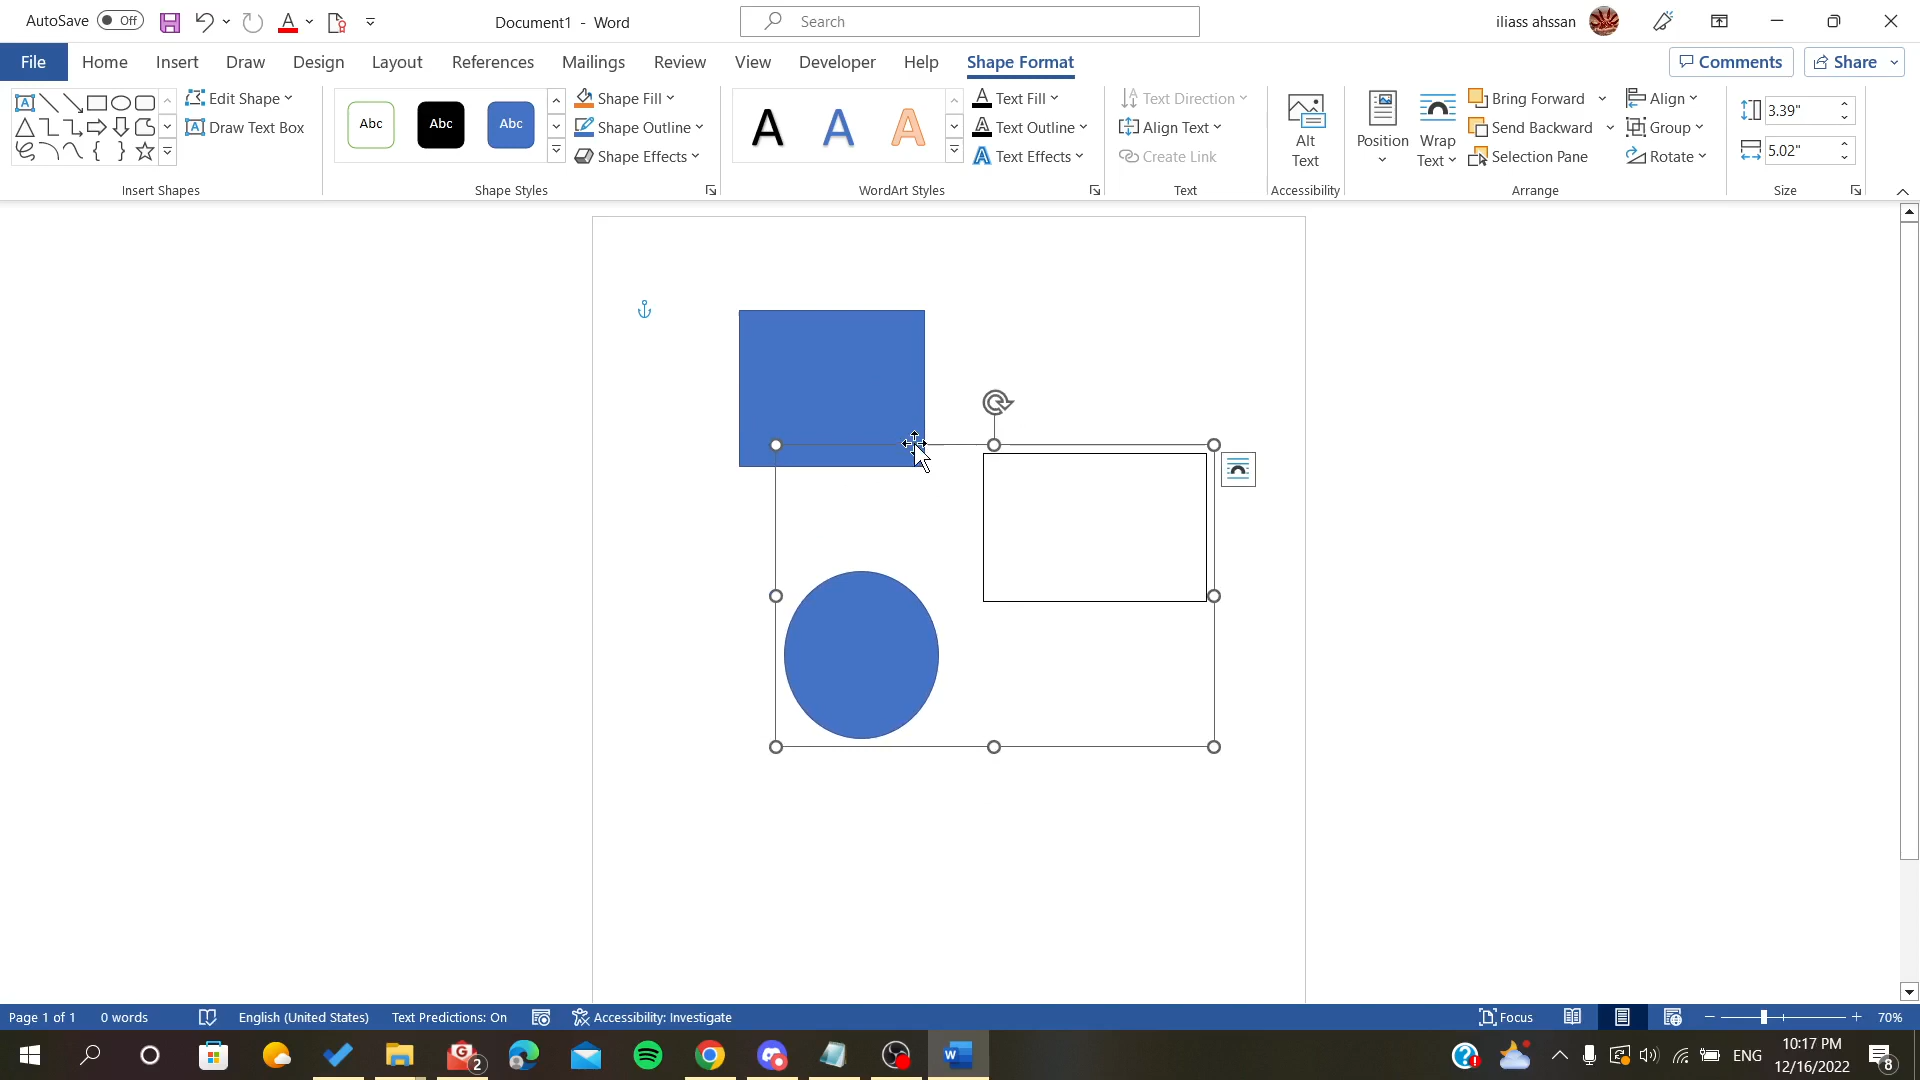 AutoSave Off
Document1 - Word
Search
iliass ahssan
File Home Insert Draw Design Layout References Mailings Review View Developer Help Shape Format
Comments Share
Edit Shape
Draw Text Box
Insert Shapes
Abc Abc Abc
Shape Fill
Shape Outline
Shape Effects
Shape Styles
A A A
Text Fill
Text Outline
Text Effects
WordArt Styles
Text Direction
Align Text
Create Link
Text
Alt
Text
Accessibility
Position
Wrap
Text
Bring Forward
Send Backward
Selection Pane
Align
Group
Rotate
Arrange
3.39"
5.02"
Size
Page 1 of 1 0 words English (United States) Text Predictions: On Accessibility: Investigate
Focus 70%
2
W
ENG
10:17 PM
12/16/2022
8